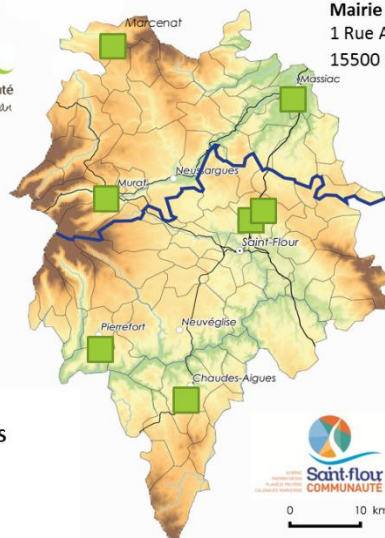 Mairie
1 Rue A
15500
Marcenat
Massiac
Neussargues
Murat
Saint-Flour
Pierrefort
Neuvéglise
Chaudes-Aigues
S
Saint-flour
COMMUNAUTÉ
0 10 km